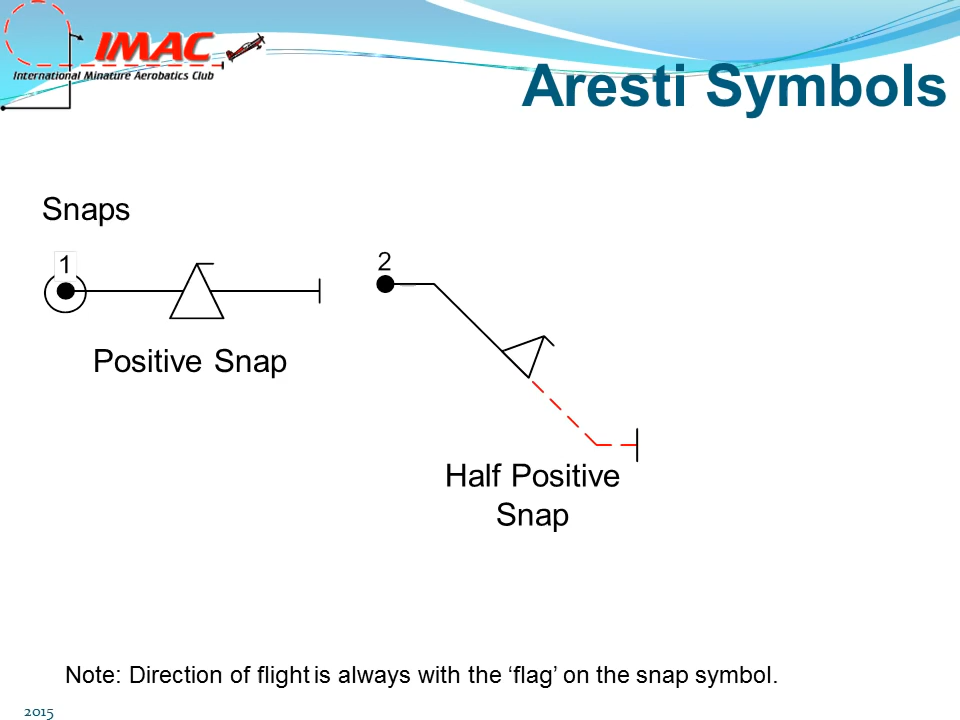 IMAC
International Minature Aerobatics Club
Aresti Symbols
Snaps
1
2
Positive Snap
Half Positive
Snap
Note: Direction of flight is always with the ‘flag’ on the snap symbol.
2015